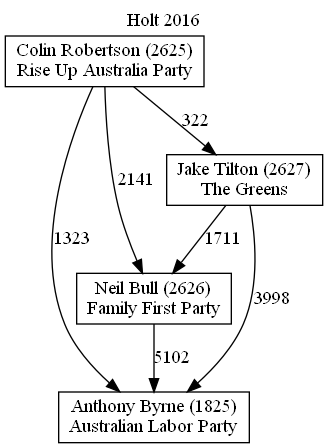 Holt 2016
Colin Robertson (2625)
Rise Up Australia Party
322
Jake Tilton (2627)
The Greens
2141
1323
1711
3998
Neil Bull (2626)
Family First Party
5102
Anthony Byrne (1825)
Australian Labor Party